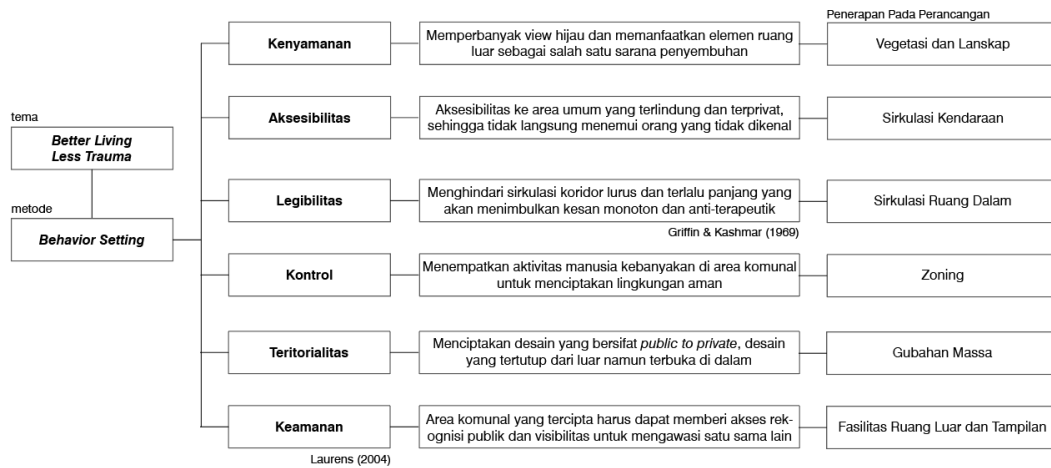 tema
Better Living
Less Trauma
metode
Behavior Setting
Penerapan Pada Perancangan
Kenyamanan
Memperbanyak view hijau dan memanfaatkan elemen ruang
luar sebagai salah satu sarana penyembuhan
Vegetasi dan Lanskap
Aksesibilitas
Aksesibilitas ke area umum yang terlindung dan terprivat,
sehingga tidak langsung menemui orang yang tidak dikenal
Sirkulasi Kendaraan
Legibilitas
Menghindari sirkulasi koridor lurus dan terlalu panjang yang
akan menimbulkan kesan monoton dan anti-terapeutik
Griffin & Kashmar (1969)
Sirkulasi Ruang Dalam
Kontrol
Menempatkan aktivitas manusia kebanyakan di area komunal
untuk menciptakan lingkungan aman
Zoning
Teritorialitas
Menciptakan desain yang bersifat public to private, desain
yang tertutup dari luar namun terbuka di dalam
Gubahan Massa
Keamanan
Laurens (2004)
Area komunal yang tercipta harus dapat memberi akses rek-
ognisi publik dan visibilitas untuk mengawasi satu sama lain
Fasilitas Ruang Luar dan Tampilan